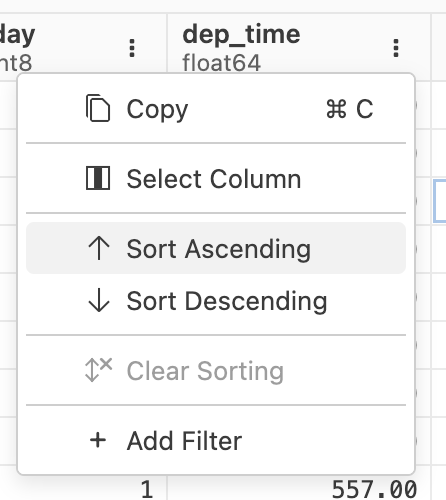 day
dep_time
nt8
float64
Copy ⌘ C
Select Column
Sort Ascending
Sort Descending
Clear Sorting
Add Filter
1
557.00